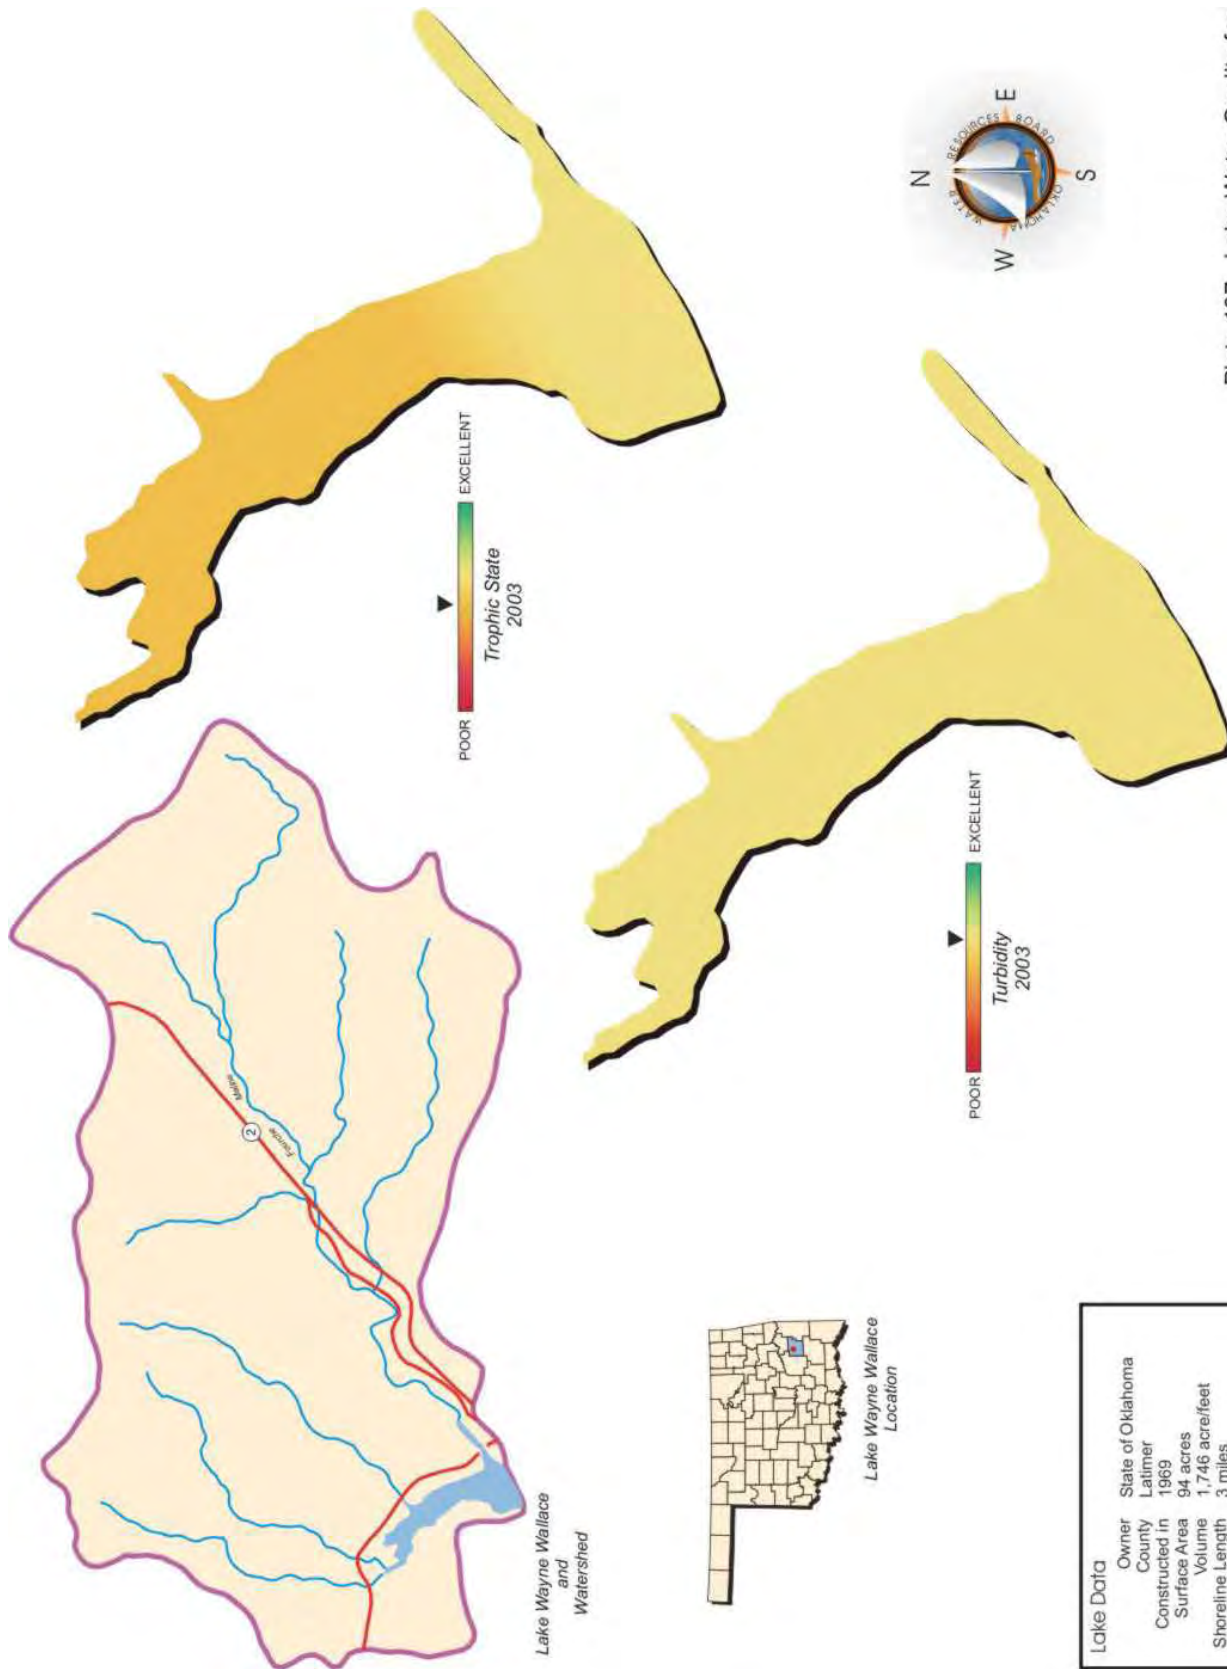 Lake Wayne Wallace
and
Watershed
Maline
Fourche
2
POOR
EXCELLENT
Trophic State
2003
N
E
S
W
OKLAHOMA WATER RESOURCES BOARD
Lake Wayne Wallace
Location
POOR
EXCELLENT
Turbidity
2003
Lake Data
Owner State of Oklahoma
County Latimer
Constructed in 1969
Surface Area 94 acres
Volume 1,746 acre/feet
Shoreline Length 3 miles